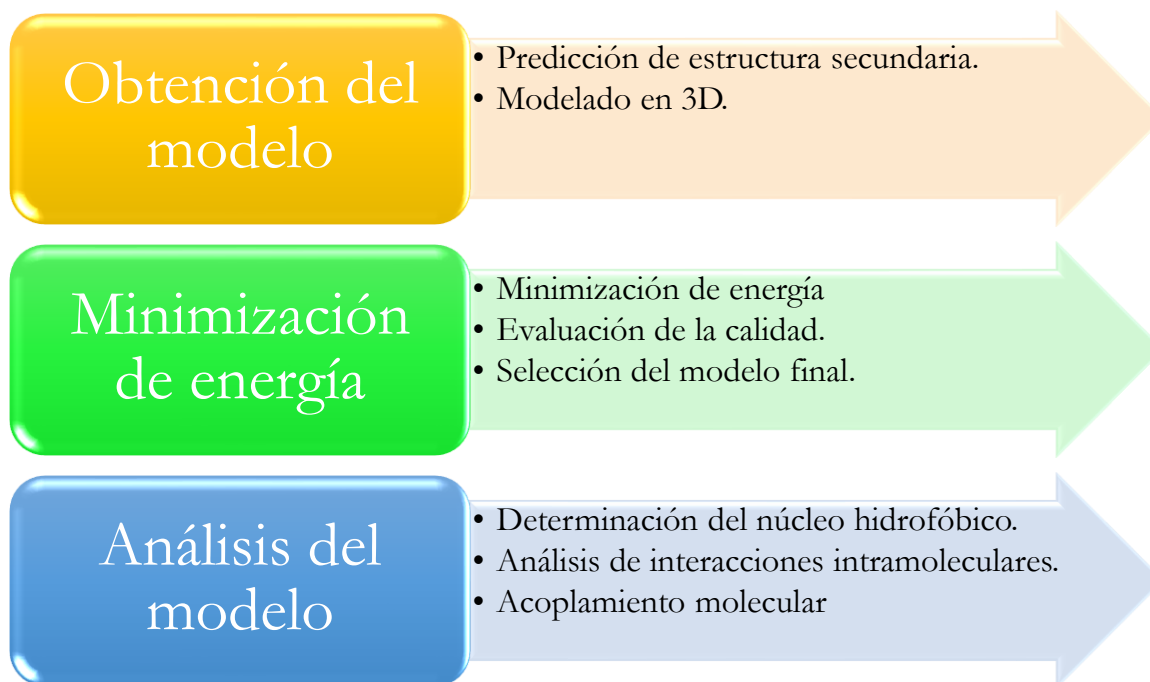 Obtención del
modelo
• Predicción de estructura secundaria.
• Modelado en 3D.
Minimización
de energía
• Minimización de energía
• Evaluación de la calidad.
• Selección del modelo final.
Análisis del
modelo
• Determinación del núcleo hidrofóbico.
• Análisis de interacciones intramoleculares.
• Acoplamiento molecular